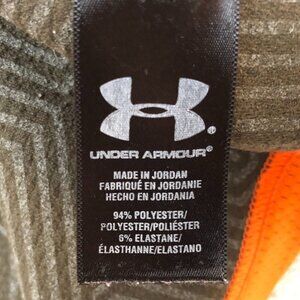 UNDER ARMOUR®
MADE IN JORDAN
FABRIQUÉ EN JORDANIE
HECHO EN JORDANIA
94% POLYESTER/
POLYESTER/POLIÉSTER
6% ELASTANE/
ÉLASTHANNE/ELASTANO